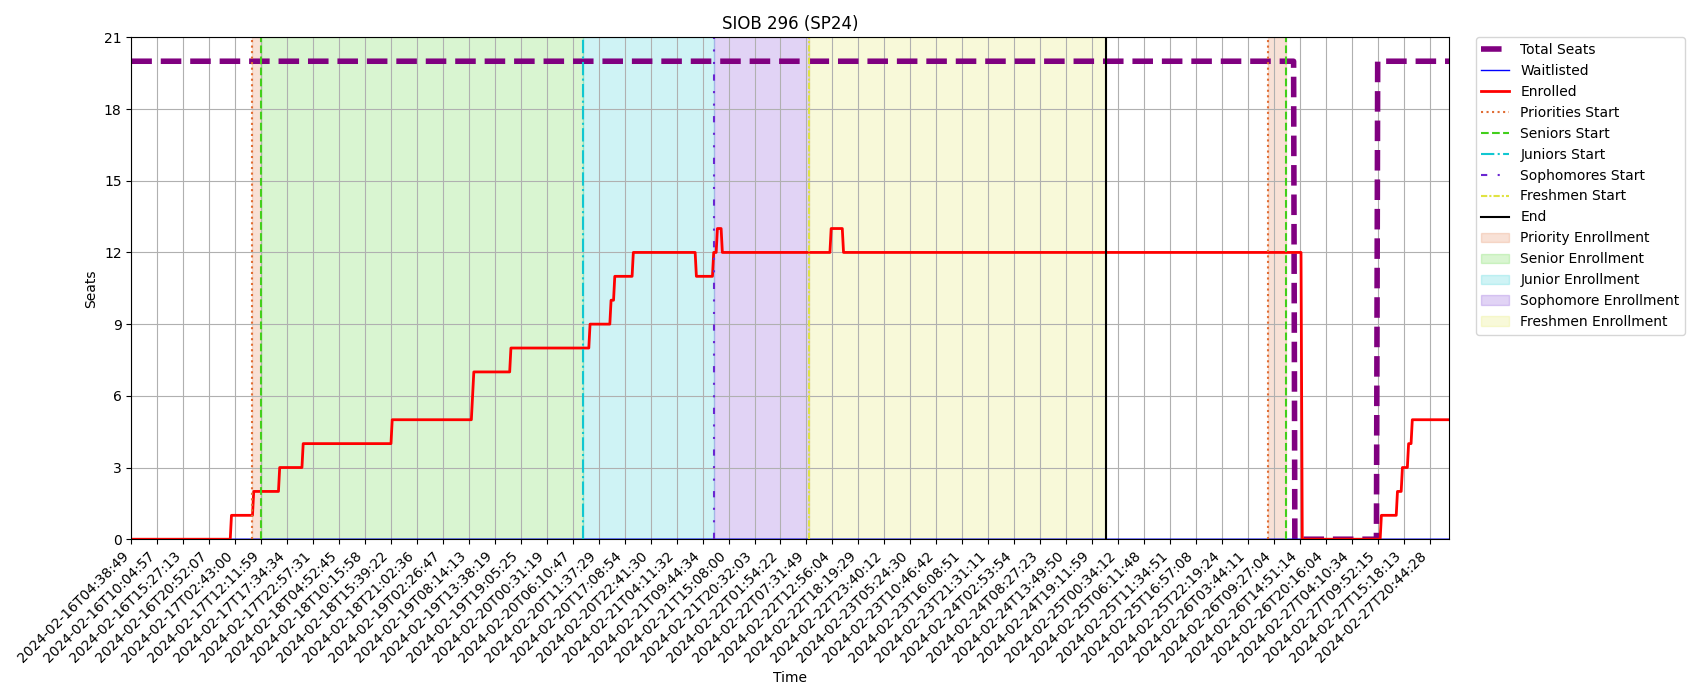 SIOB 296 (SP24)
Seats
21
18
15
12
9
6
3
0
2024-02-16T04:38:49
2024-02-16T10:04:57
2024-02-16T15:27:13
2024-02-16T20:52:07
2024-02-17T02:43:00
2024-02-17T12:11:59
2024-02-17T17:34:34
2024-02-17T22:57:31
2024-02-18T04:52:45
2024-02-18T10:15:58
2024-02-18T15:39:22
2024-02-18T21:02:36
2024-02-19T02:26:47
2024-02-19T08:14:13
2024-02-19T13:38:19
2024-02-19T19:05:25
2024-02-20T00:31:19
2024-02-20T06:10:47
2024-02-20T11:37:29
2024-02-20T17:08:54
2024-02-20T22:41:30
2024-02-21T04:11:32
2024-02-21T09:44:34
2024-02-21T15:08:00
2024-02-21T20:32:03
2024-02-22T01:54:22
2024-02-22T07:31:49
2024-02-22T12:56:04
2024-02-22T18:19:29
2024-02-22T23:40:12
2024-02-23T05:24:30
2024-02-23T10:46:42
2024-02-23T16:08:51
2024-02-23T21:31:11
2024-02-24T02:53:54
2024-02-24T08:27:23
2024-02-24T13:49:50
2024-02-24T19:11:59
2024-02-25T00:34:12
2024-02-25T06:11:48
2024-02-25T11:34:51
2024-02-25T16:57:08
2024-02-25T22:19:24
2024-02-26T03:44:11
2024-02-26T09:27:04
2024-02-26T14:51:14
2024-02-26T20:16:04
2024-02-27T04:10:34
2024-02-27T09:52:15
2024-02-27T15:18:13
2024-02-27T20:44:28
Time
Total Seats
Waitlisted
Enrolled
Priorities Start
Seniors Start
Juniors Start
Sophomores Start
Freshmen Start
End
Priority Enrollment
Senior Enrollment
Junior Enrollment
Sophomore Enrollment
Freshmen Enrollment